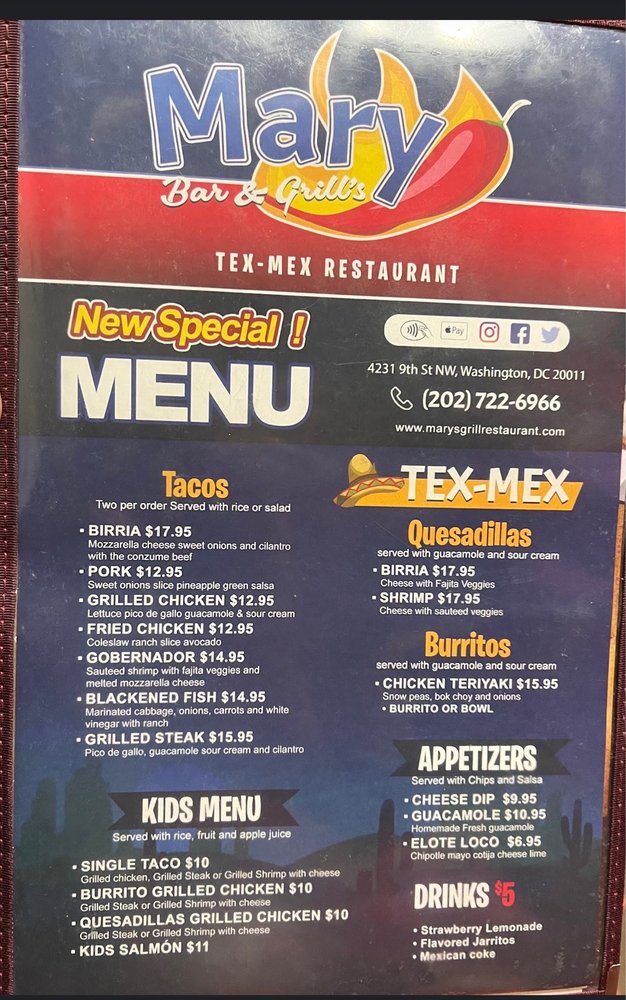 Mary
Bar & Grill's
TEX-MEX RESTAURANT
New Special !
MENU
Pay
4231 9th St NW, Washington, DC 20011
(202) 722-6966
www.marysgrillrestaurant.com
Tacos
Two per order Served with rice or salad
• BIRRIA $17.95
Mozzarella cheese sweet onions and cilantro
with the conzume beef
• PORK $12.95
Sweet onions slice pineapple green salsa
• GRILLED CHICKEN $12.95
Lettuce pico de gallo guacamole & sour cream
• FRIED CHICKEN $12.95
Coleslaw ranch slice avocado
• GOBERNADOR $14.95
Sauteed shrimp with fajita veggies and
melted mozzarella cheese
• BLACKENED FISH $14.95
Marinated cabbage, onions, carrots and white
vinegar with ranch
• GRILLED STEAK $15.95
Pico de gallo, guacamole sour cream and cilantro
KIDS MENU
Served with rice, fruit and apple juice
• SINGLE TACO $10
Grilled chicken, Grilled Steak or Grilled Shrimp with cheese
• BURRITO GRILLED CHICKEN $10
Grilled Steak or Grilled Shrimp with cheese
• QUESADILLAS GRILLED CHICKEN $10
Grilled Steak or Grilled Shrimp with cheese
• KIDS SALMÓN $11
TEX-MEX
Quesadillas
served with guacamole and sour cream
• BIRRIA $17.95
Cheese with Fajita Veggies
• SHRIMP $17.95
Cheese with sauteed veggies
Burritos
served with guacamole and sour cream
• CHICKEN TERIYAKI $15.95
Snow peas, bok choy and onions
• BURRITO OR BOWL
APPETIZERS
Served with Chips and Salsa
• CHEESE DIP $9.95
• GUACAMOLE $10.95
Homemade Fresh guacamole
• ELOTE LOCO $6.95
Chipotle mayo cotija cheese lime
DRINKS $5
• Strawberry Lemonade
• Flavored Jarritos
• Mexican coke